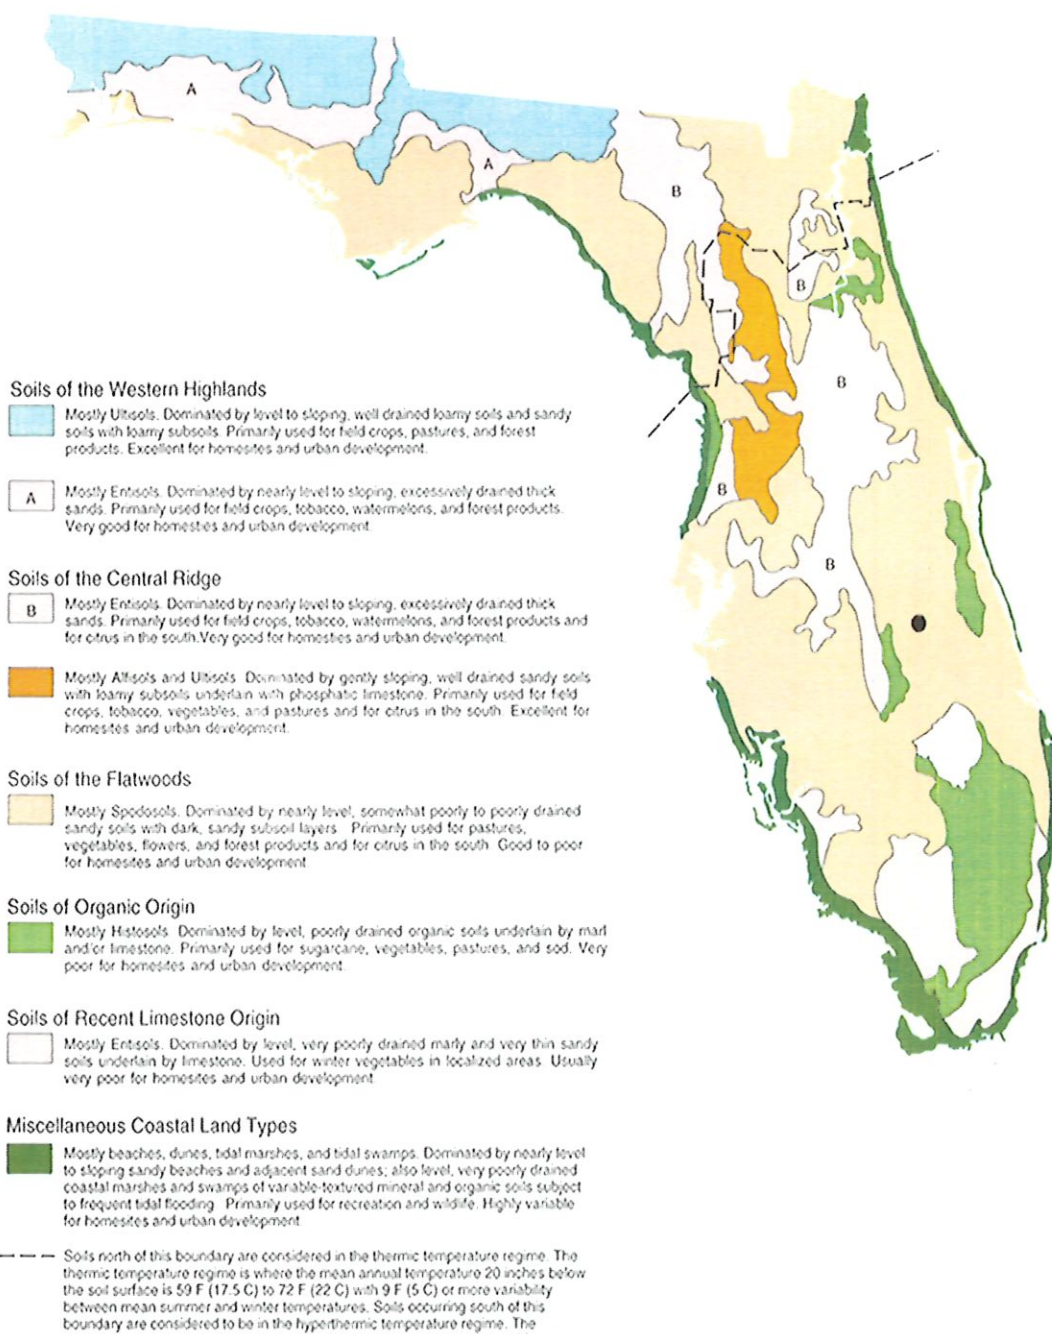 A
A
B
B
B
B
B
Soils of the Western Highlands
Mostly Ultisols. Dominated by level to sloping, well drained loamy soils and sandy
soils with loamy subsoils. Primarily used for field crops, pastures, and forest
products. Excellent for homesites and urban development.
A
Mostly Entisols. Dominated by nearly level to sloping, excessively drained thick
sands. Primarily used for field crops, tobacco, watermelons, and forest products.
Very good for homesties and urban development.
Soils of the Central Ridge
B
Mostly Entisols. Dominated by nearly level to sloping, excessively drained thick
sands. Primarily used for field crops, tobacco, watermelons, and forest products and
for citrus in the south.Very good for homesties and urban development.
Mostly Alfisols and Ultisols. Dominated by gently sloping, well drained sandy soils
with loamy subsoils underlain with phosphatic limestone. Primarily used for field
crops, tobacco, vegetables, and pastures and for citrus in the south. Excellent for
homesites and urban development.
Soils of the Flatwoods
Mostly Spodosols. Dominated by nearly level, somewhat poorly to poorly drained
sandy soils with dark, sandy subsoil layers. Primarily used for pastures,
vegetables, flowers, and forest products and for citrus in the south. Good to poor
for homesites and urban development
Soils of Organic Origin
Mostly Histosols. Dominated by level, poorly drained organic soils underlain by marl
and/or limestone. Primarily used for sugarcane, vegetables, pastures, and sod. Very
poor for homesites and urban development.
Soils of Recent Limestone Origin
Mostly Entisols. Dominated by level, very poorly drained marly and very thin sandy
soils underlain by limestone. Used for winter vegetables in localized areas. Usually
very poor for homesites and urban development
Miscellaneous Coastal Land Types
Mostly beaches, dunes, tidal marshes, and tidal swamps. Dominated by nearly level
to sloping sandy beaches and adjacent sand dunes; also level, very poorly drained
coastal marshes and swamps of variable-textured mineral and organic soils subject
to frequent tidal flooding. Primarily used for recreation and wildlife. Highly variable
for homesites and urban development
Soils north of this boundary are considered in the thermic temperature regime. The
thermic temperature regime is where the mean annual temperature 20 inches below
the soil surface is 59 F (17.5 C) to 72 F (22 C) with 9 F (5 C) or more variability
between mean summer and winter temperatures. Soils occurring south of this
boundary are considered to be in the hyperthermic temperature regime. The